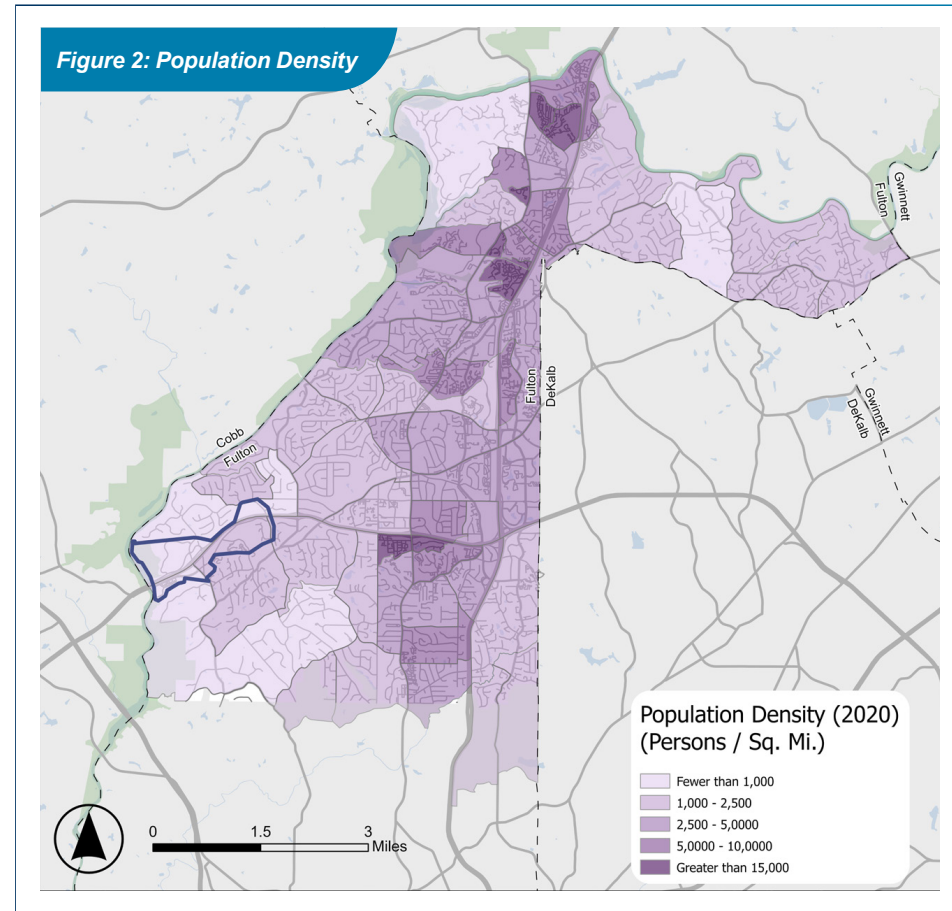 Figure 2: Population Density
Gwinnett
Fulton
Fulton
DeKalb
Gwinnett
DeKalb
Cobb
Fulton
Population Density (2020)
(Persons / Sq. Mi.)
Fewer than 1,000
1,000 - 2,500
2,500 - 5,0000
5,0000 - 10,0000
Greater than 15,000
0 1.5 3
Miles